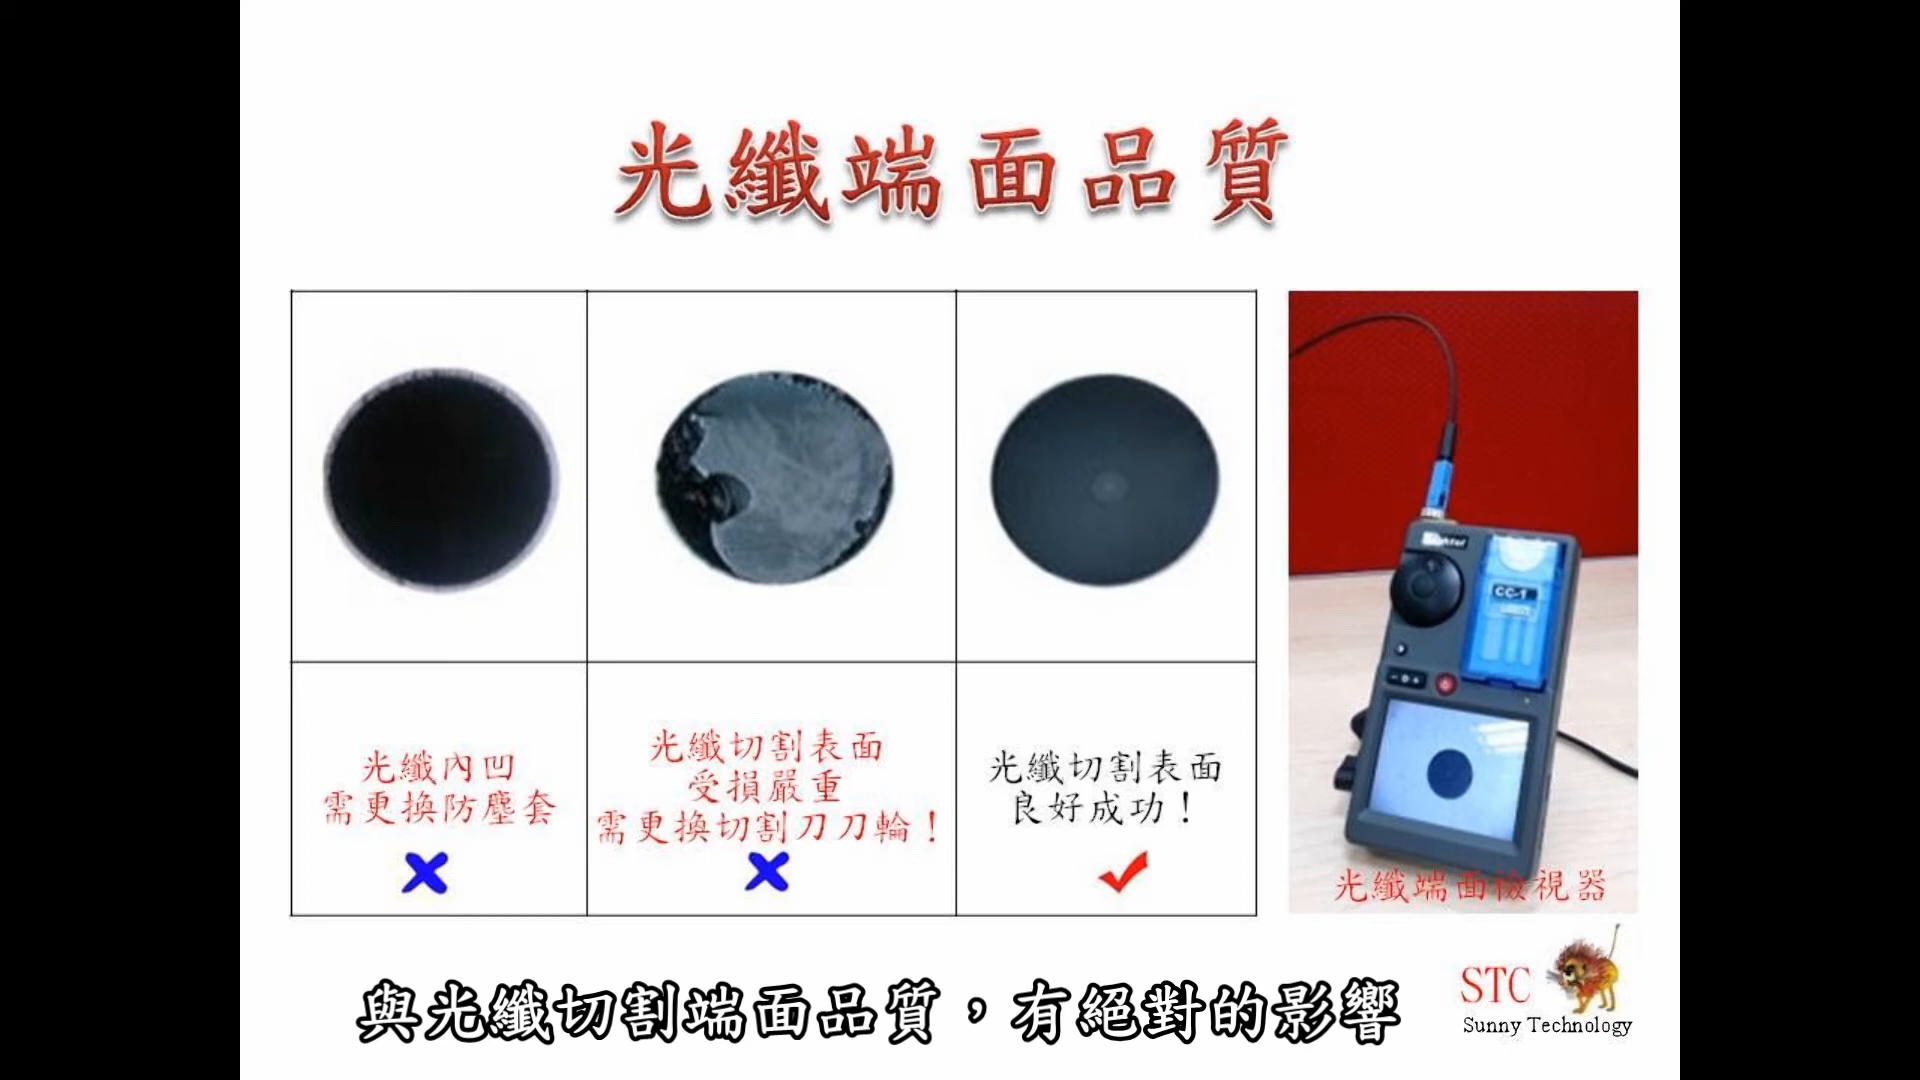 光纖端面品質
光纖內凹
需更換防塵套
光纖切割表面
受損嚴重
需更換切割刀刀輪！
光纖切割表面
良好成功！
CC-1
光纖端面檢視器
STC
Sunny Technology
與光纖切割端面品質，有絕對的影響